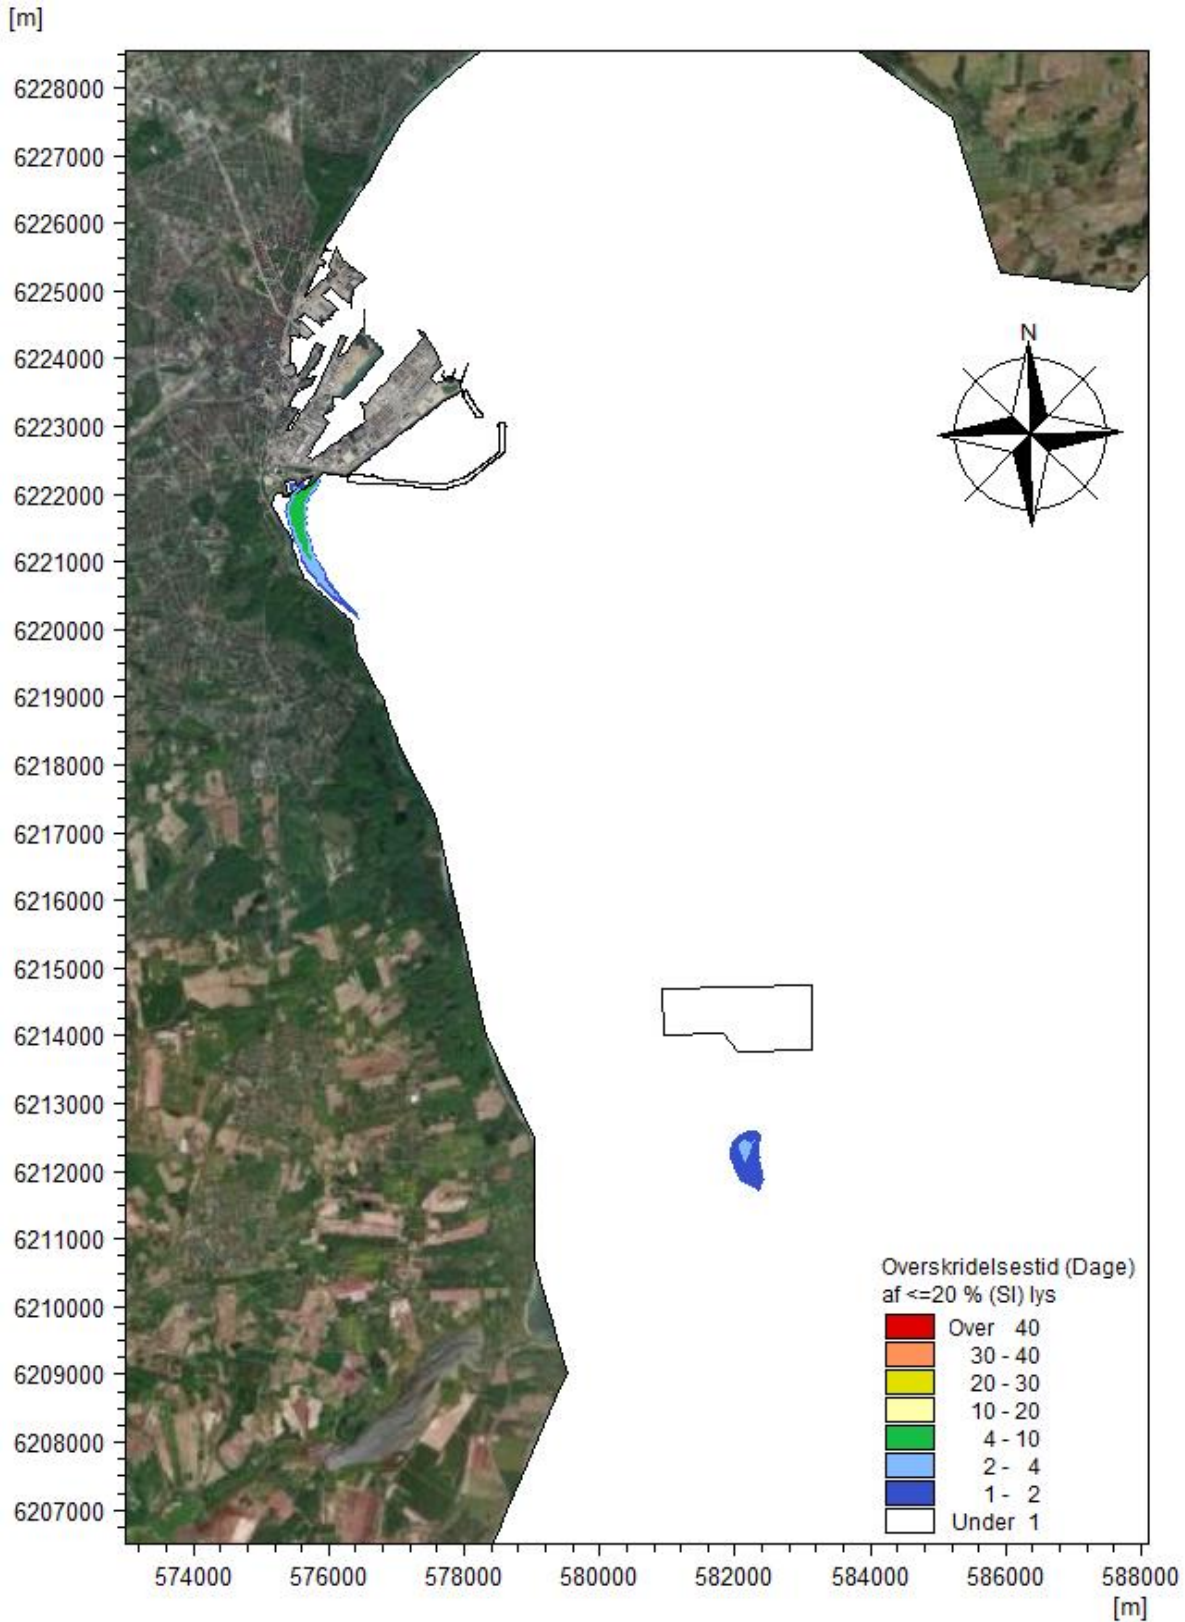 [m]
6228000
6227000
6226000
6225000
6224000
6223000
6222000
6221000
6220000
6219000
6218000
6217000
6216000
6215000
6214000
6213000
6212000
6211000
6210000
6209000
6208000
6207000
N
Overskridelsestid (Dage)
af <=20 % (SI) lys
Over 40
30 - 40
20 - 30
10 - 20
4 - 10
2 - 4
1 - 2
Under 1
574000 576000 578000 580000 582000 584000 586000 588000
[m]